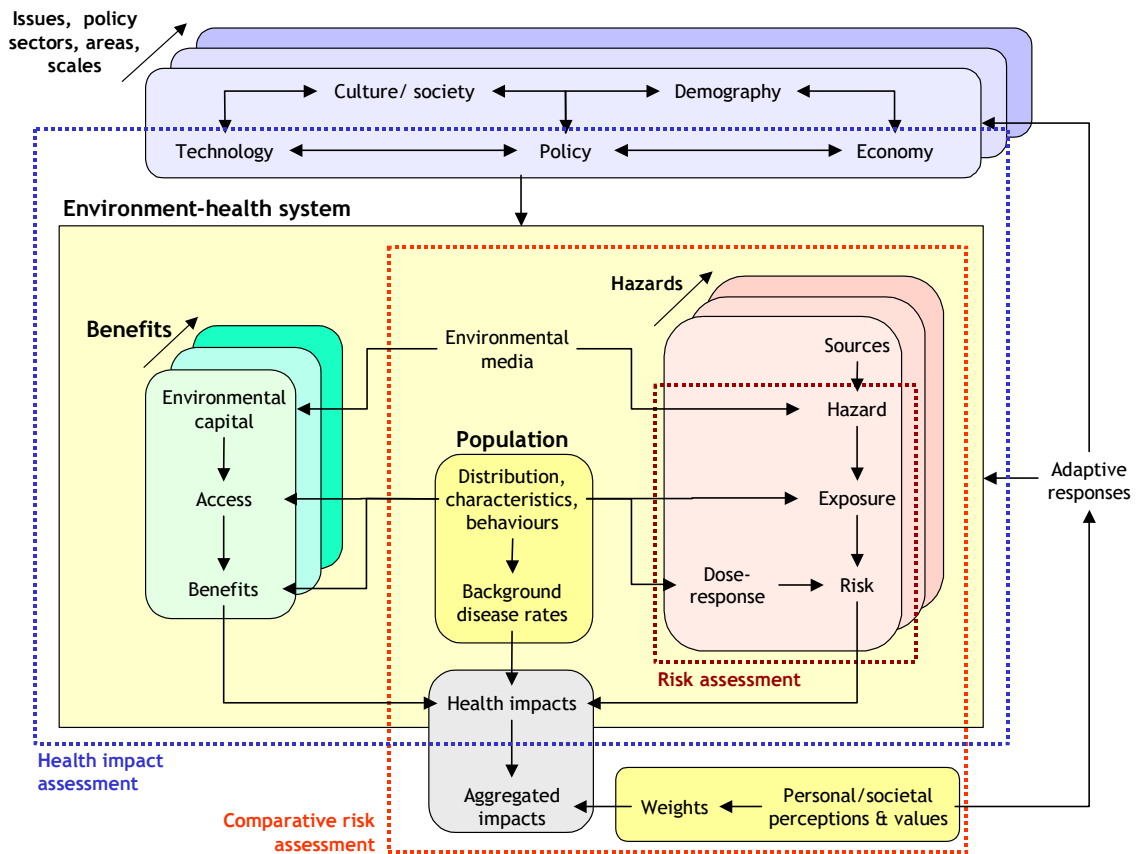 Issues, policy
sectors, areas,
scales
Culture/ society
Demography
Technology
Policy
Economy
Environment-health system
Hazards
Benefits
Environmental
media
Sources
Environmental
capital
Hazard
Population
Distribution,
characteristics,
behaviours
Access
Exposure
Adaptive
responses
Benefits
Background
disease rates
Dose-
response
Risk
Risk assessment
Health impacts
Health impact
assessment
Aggregated
impacts
Weights
Personal/societal
perceptions & values
Comparative risk
assessment